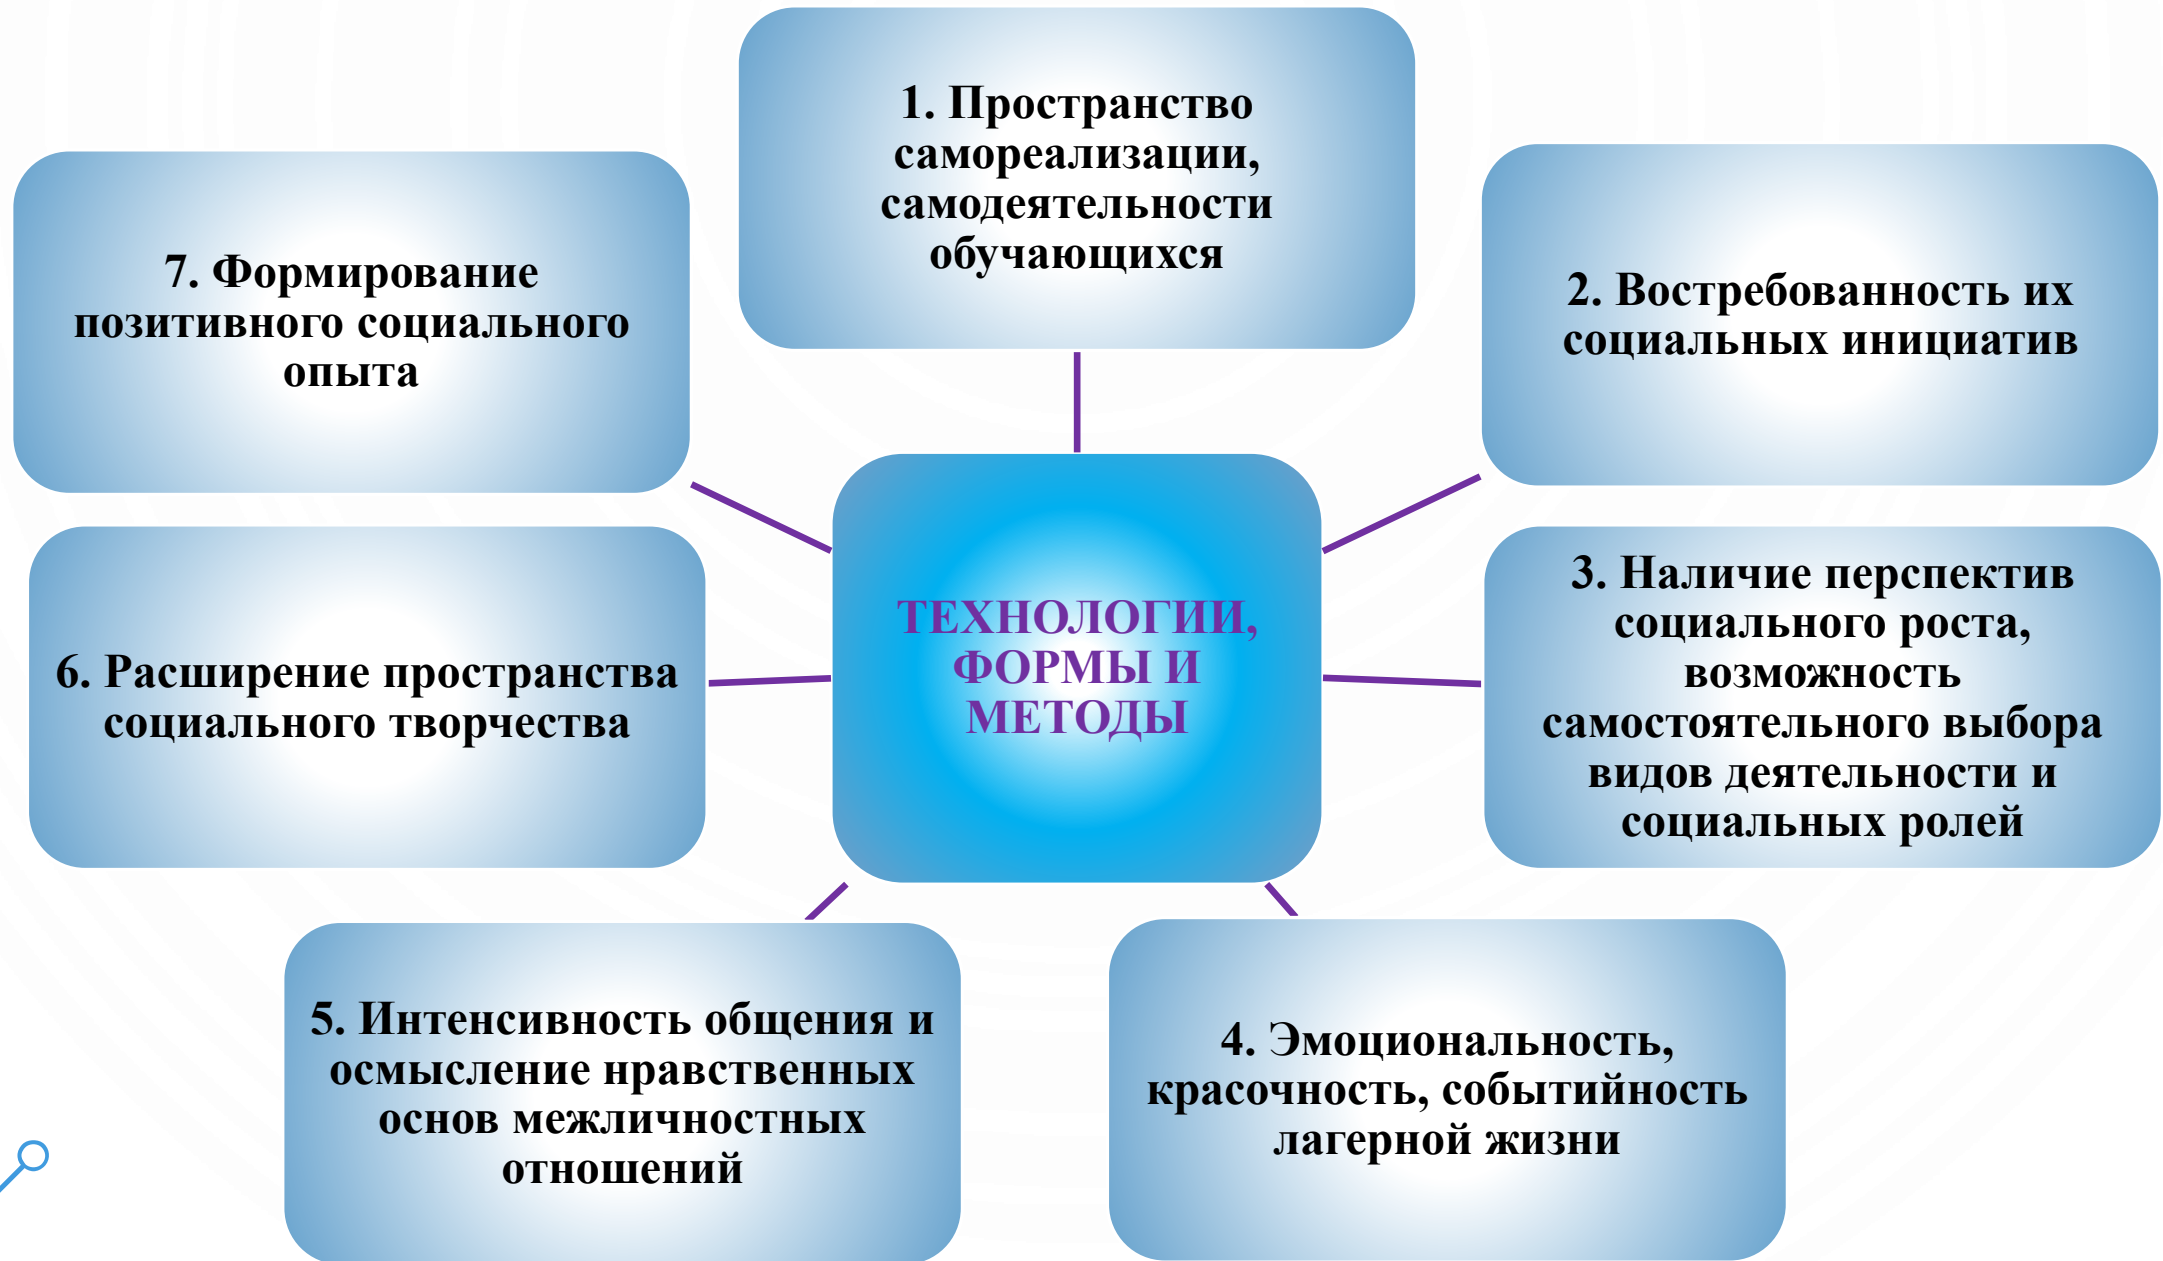 1. Пространство
самореализации,
самодеятельности
обучающихся
2. Востребованность их
социальных инициатив
3. Наличие перспектив
социального роста,
возможность
самостоятельного выбора
видов деятельности и
социальных ролей
4. Эмоциональность,
красочность, событийность
лагерной жизни
5. Интенсивность общения и
осмысление нравственных
основ межличностных
отношений
6. Расширение пространства
социального творчества
7. Формирование
позитивного социального
опыта
ТЕХНОЛОГИИ,
ФОРМЫ И
МЕТОДЫ